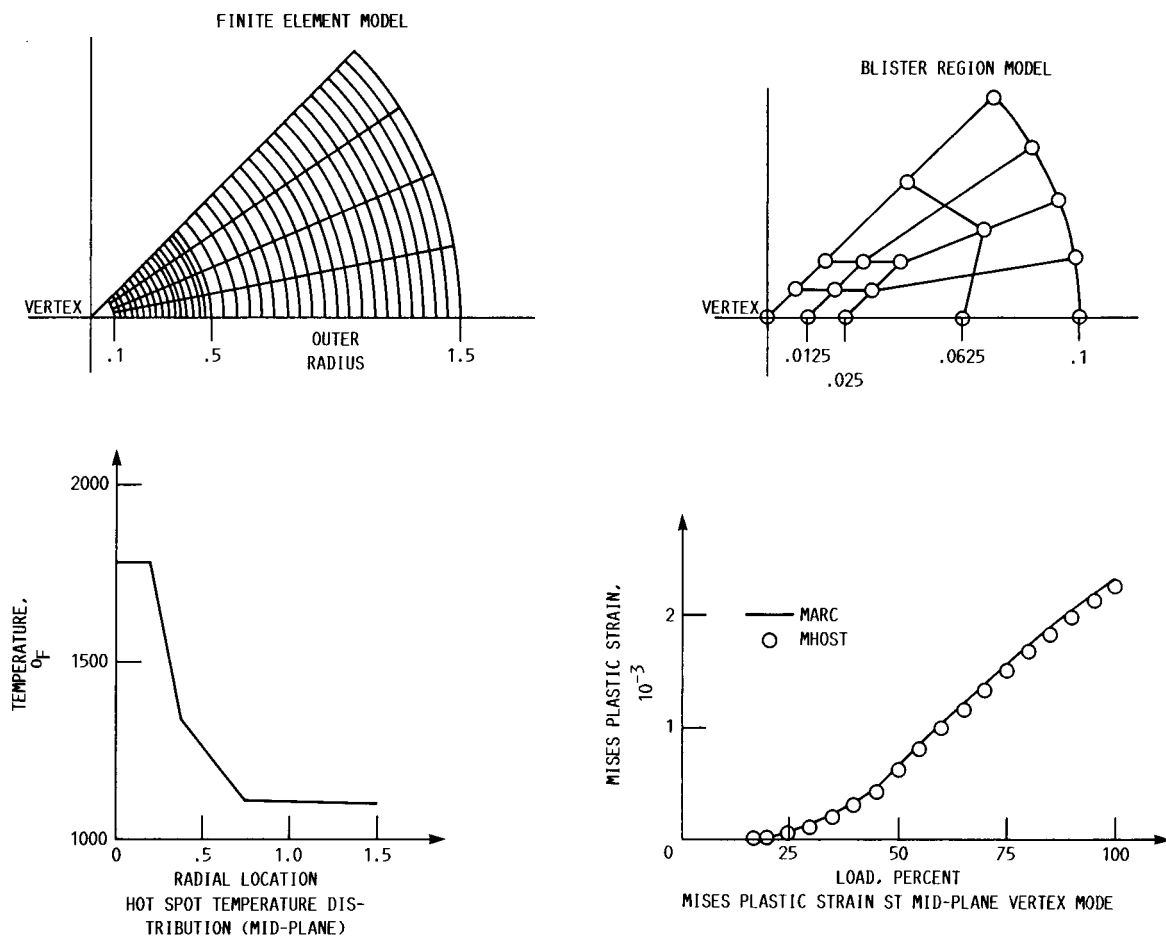 FINITE ELEMENT MODEL
VERTEX
.1
.5
OUTER
RADIUS
1.5
BLISTER REGION MODEL
VERTEX
.0125
.025
.0625
.1
2000
1500
1000
TEMPERATURE,
OF
0
.5
1.0
1.5
RADIAL LOCATION
HOT SPOT TEMPERATURE DIS-
TRIBUTION (MID-PLANE)
MISES PLASTIC STRAIN,
10-3
2
1
MARC
MHOST
0
25
50
75
100
LOAD, PERCENT
MISES PLASTIC STRAIN ST MID-PLANE VERTEX MODE